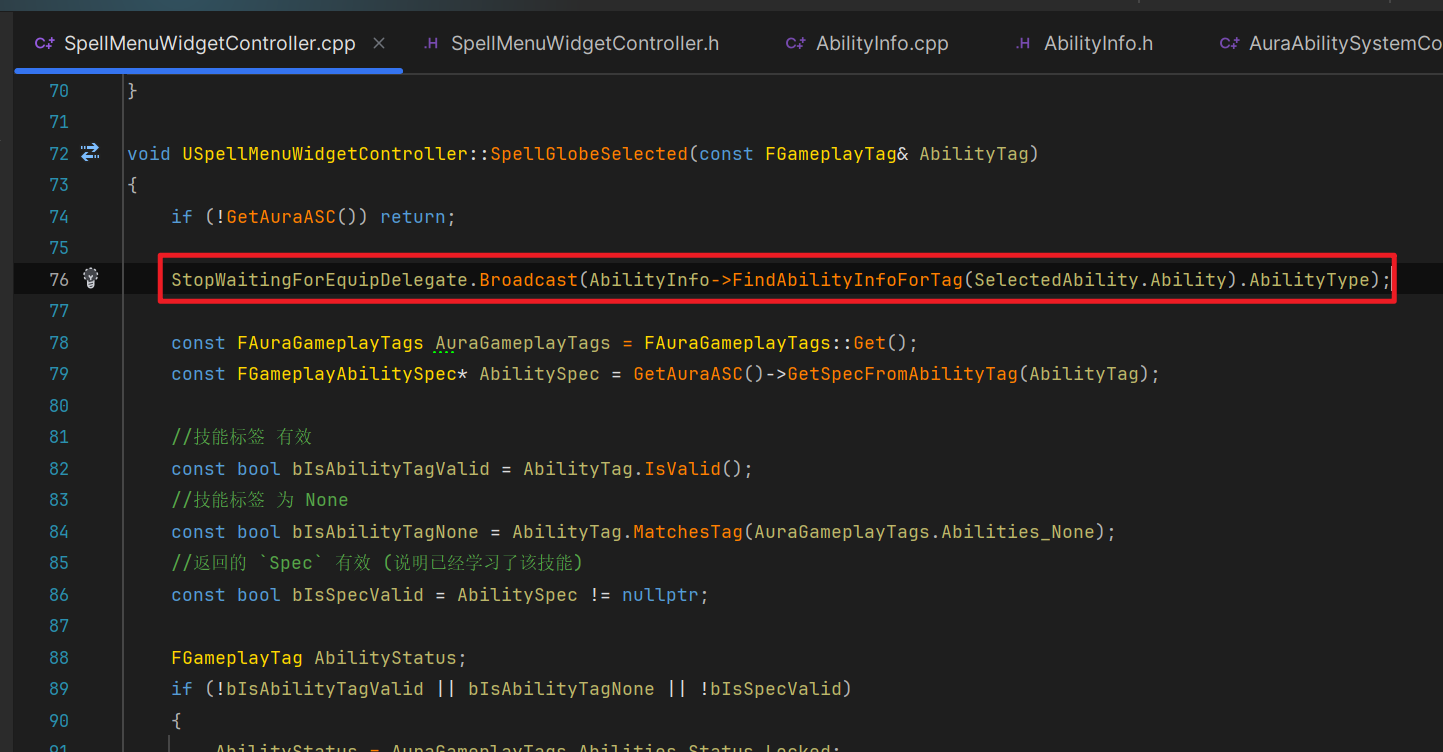 SpellMenuWidgetController.cpp × .H SpellMenuWidgetController.h C++ AbilityInfo.cpp .H AbilityInfo.h C++ AuraAbilitySystemCo
70 }
71
72 void USpellMenuWidgetController::SpellGlobeSelected(const FGameplayTag& AbilityTag)
73 {
74 if (!GetAuraASC()) return;
75
76 StopWaitingForEquipDelegate.Broadcast(AbilityInfo->FindAbilityInfoForTag(SelectedAbility.Ability).AbilityType);
77
78 const FAuraGameplayTags AuraGameplayTags = FAuraGameplayTags::Get();
79 const FGameplayAbilitySpec* AbilitySpec = GetAuraASC()->GetSpecFromAbilityTag(AbilityTag);
80
81 //技能标签 有效
82 const bool bIsAbilityTagValid = AbilityTag.IsValid();
83 //技能标签 为 None
84 const bool bIsAbilityTagNone = AbilityTag.MatchesTag(AuraGameplayTags.Abilities_None);
85 //返回的 `Spec` 有效 (说明已经学习了该技能)
86 const bool bIsSpecValid = AbilitySpec != nullptr;
87
88 FGameplayTag AbilityStatus;
89 if (!bIsAbilityTagValid || bIsAbilityTagNone || !bIsSpecValid)
90 {
91 AbilityStatus = AuraGameplayTags.Abilities_Status_Locked;